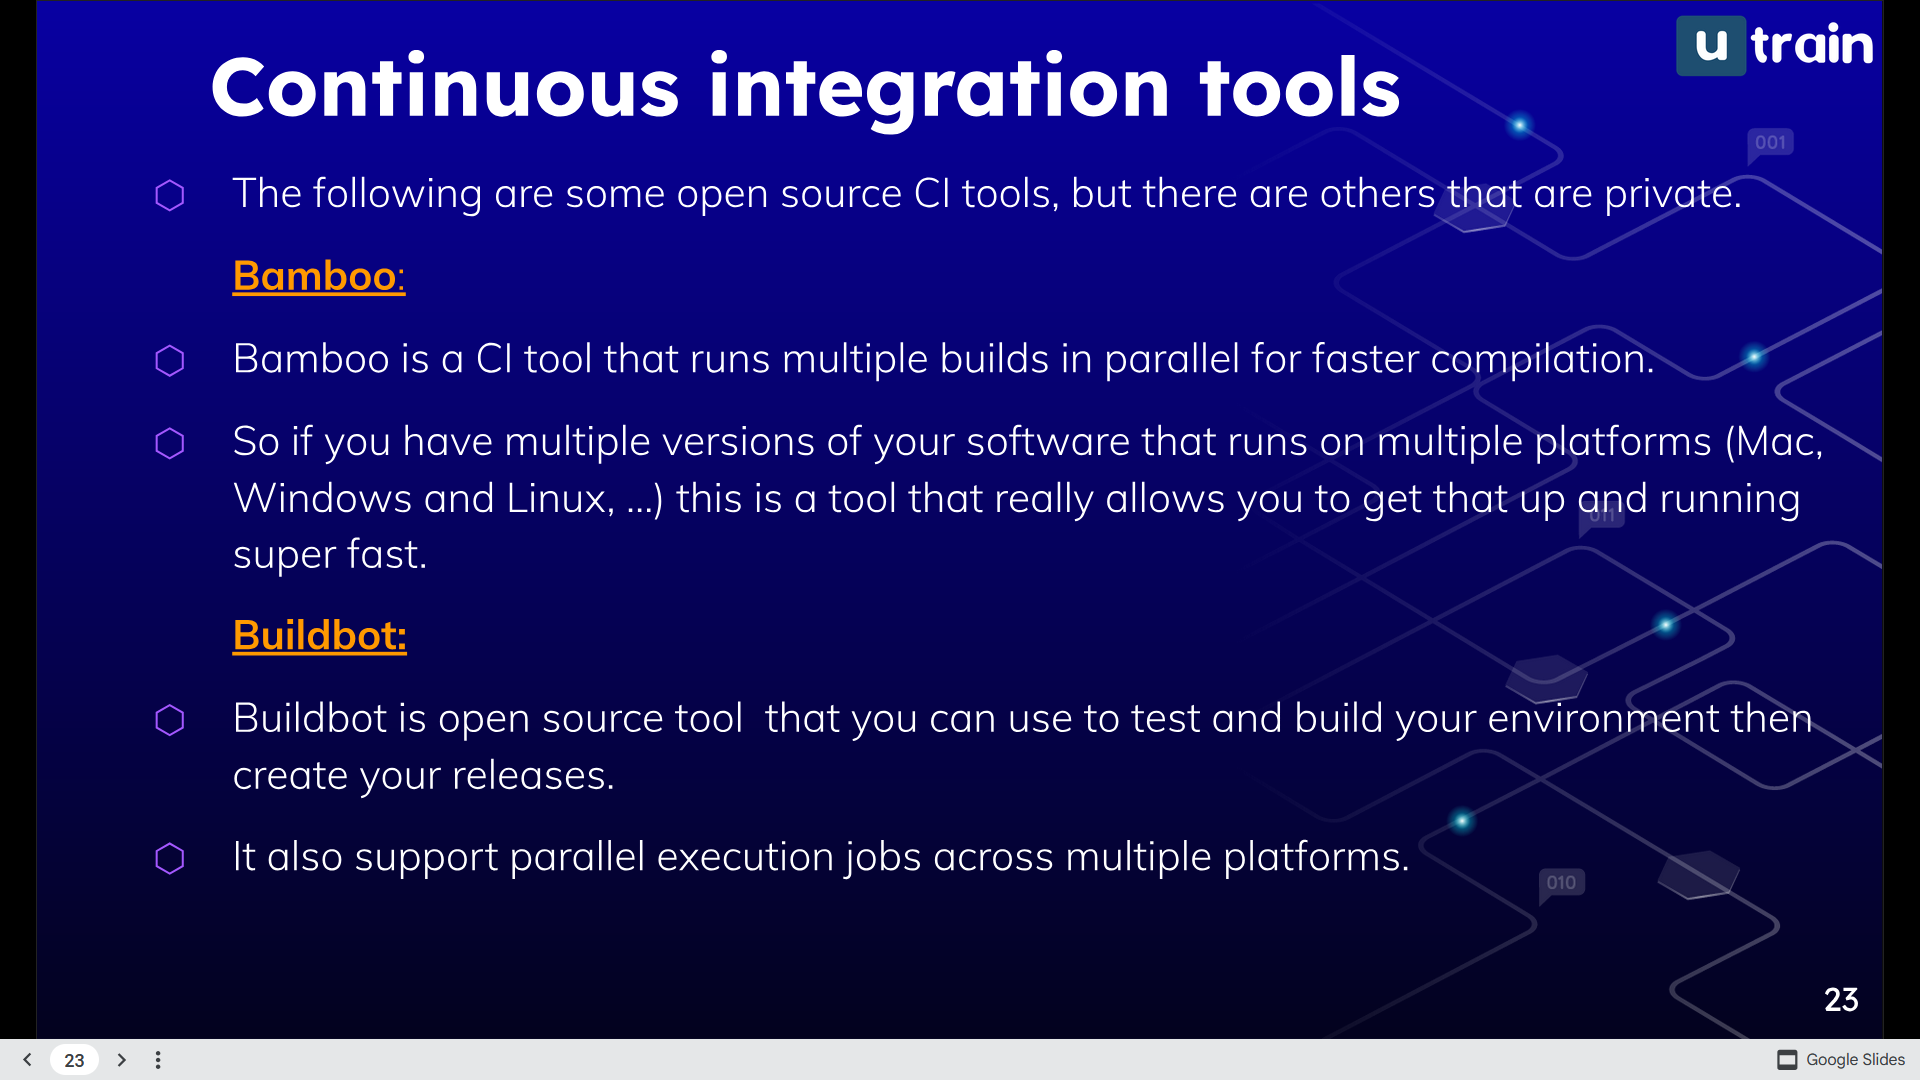 u train
Continuous integration tools
001
The following are some open source CI tools, but there are others that are private.
Bamboo:
Bamboo is a CI tool that runs multiple builds in parallel for faster compilation.
So if you have multiple versions of your software that runs on multiple platforms (Mac,
Windows and Linux, ...) this is a tool that really allows you to get that up and running
011
super fast.
Buildbot:
Buildbot is open source tool  that you can use to test and build your environment then
create your releases.
It also support parallel execution jobs across multiple platforms.
010
23
23
Google Slides